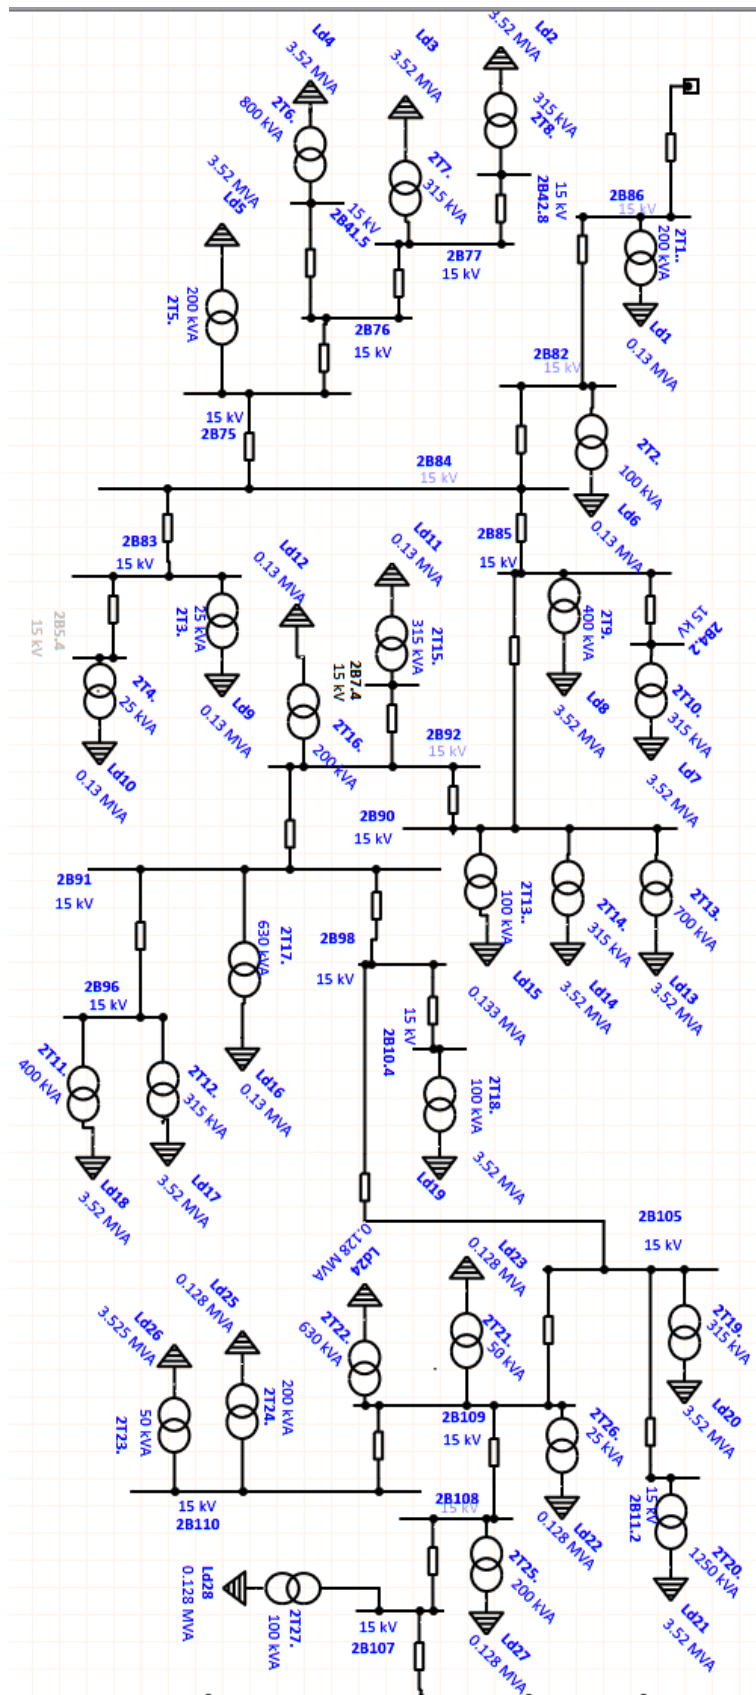 Ld4
3.52 MVA
2T6.
800 kVA
Ld3
3.52 MVA
2T7.
315 kVA
Ld2
3.52 MVA
315 kVA
2T8.
15 kV
2B42.8
15 kV
2B41.5
2B77
15 kV
2B86
15 kV
2T1..
200 kVA
Ld1
0.13 MVA
3.52 MVA
Ld5
200 kVA
2T5.
2B76
15 kV
2B82
15 kV
15 kV
2B75
2T2.
100 kVA
Ld6
0.13 MVA
2B84
15 kV
2B83
15 kV
2B85
15 kV
Ld12
0.13 MVA
Ld11
0.13 MVA
2T15.
315 kVA
2B7.4
15 kV
2B5.4
15 kV
2T4.
25 kVA
Ld10
0.13 MVA
25 kVA
2T3.
Ld9
0.13 MVA
2T16.
200 kVA
2T9.
400 kVA
Ld8
3.52 MVA
2B4.2
15 kV
2T10.
315 kVA
Ld7
3.52 MVA
2B92
15 kV
2B90
15 kV
2B91
15 kV
2T13..
100 kVA
Ld15
0.133 MVA
2T14.
315 kVA
Ld14
3.52 MVA
2T13.
700 kVA
Ld13
3.52 MVA
2T17.
630 kVA
Ld16
0.13 MVA
2B98
15 kV
2B96
15 kV
15 kV
2B10.4
2T11.
400 kVA
Ld18
3.52 MVA
2T12.
315 kVA
Ld17
3.52 MVA
2T18.
100 kVA
Ld19
3.52 MVA
2B105
15 kV
0.128 MVA
Ld24
2T22.
630 kVA
Ld23
0.128 MVA
2T21.
50 kVA
Ld25
0.128 MVA
Ld26
3.525 MVA
200 kVA
2T24.
50 kVA
2T23.
2T19.
315 kVA
Ld20
3.52 MVA
2B109
15 kV
2T26.
25 kVA
Ld22
0.128 MVA
15 kV
2B11.2
2T20.
1250 kVA
Ld21
3.52 MVA
15 kV
2B110
2B108
15 kV
2T25.
200 kVA
Ld27
0.128 MVA
Ld28
0.128 MVA
2T27.
100 kVA
15 kV
2B107